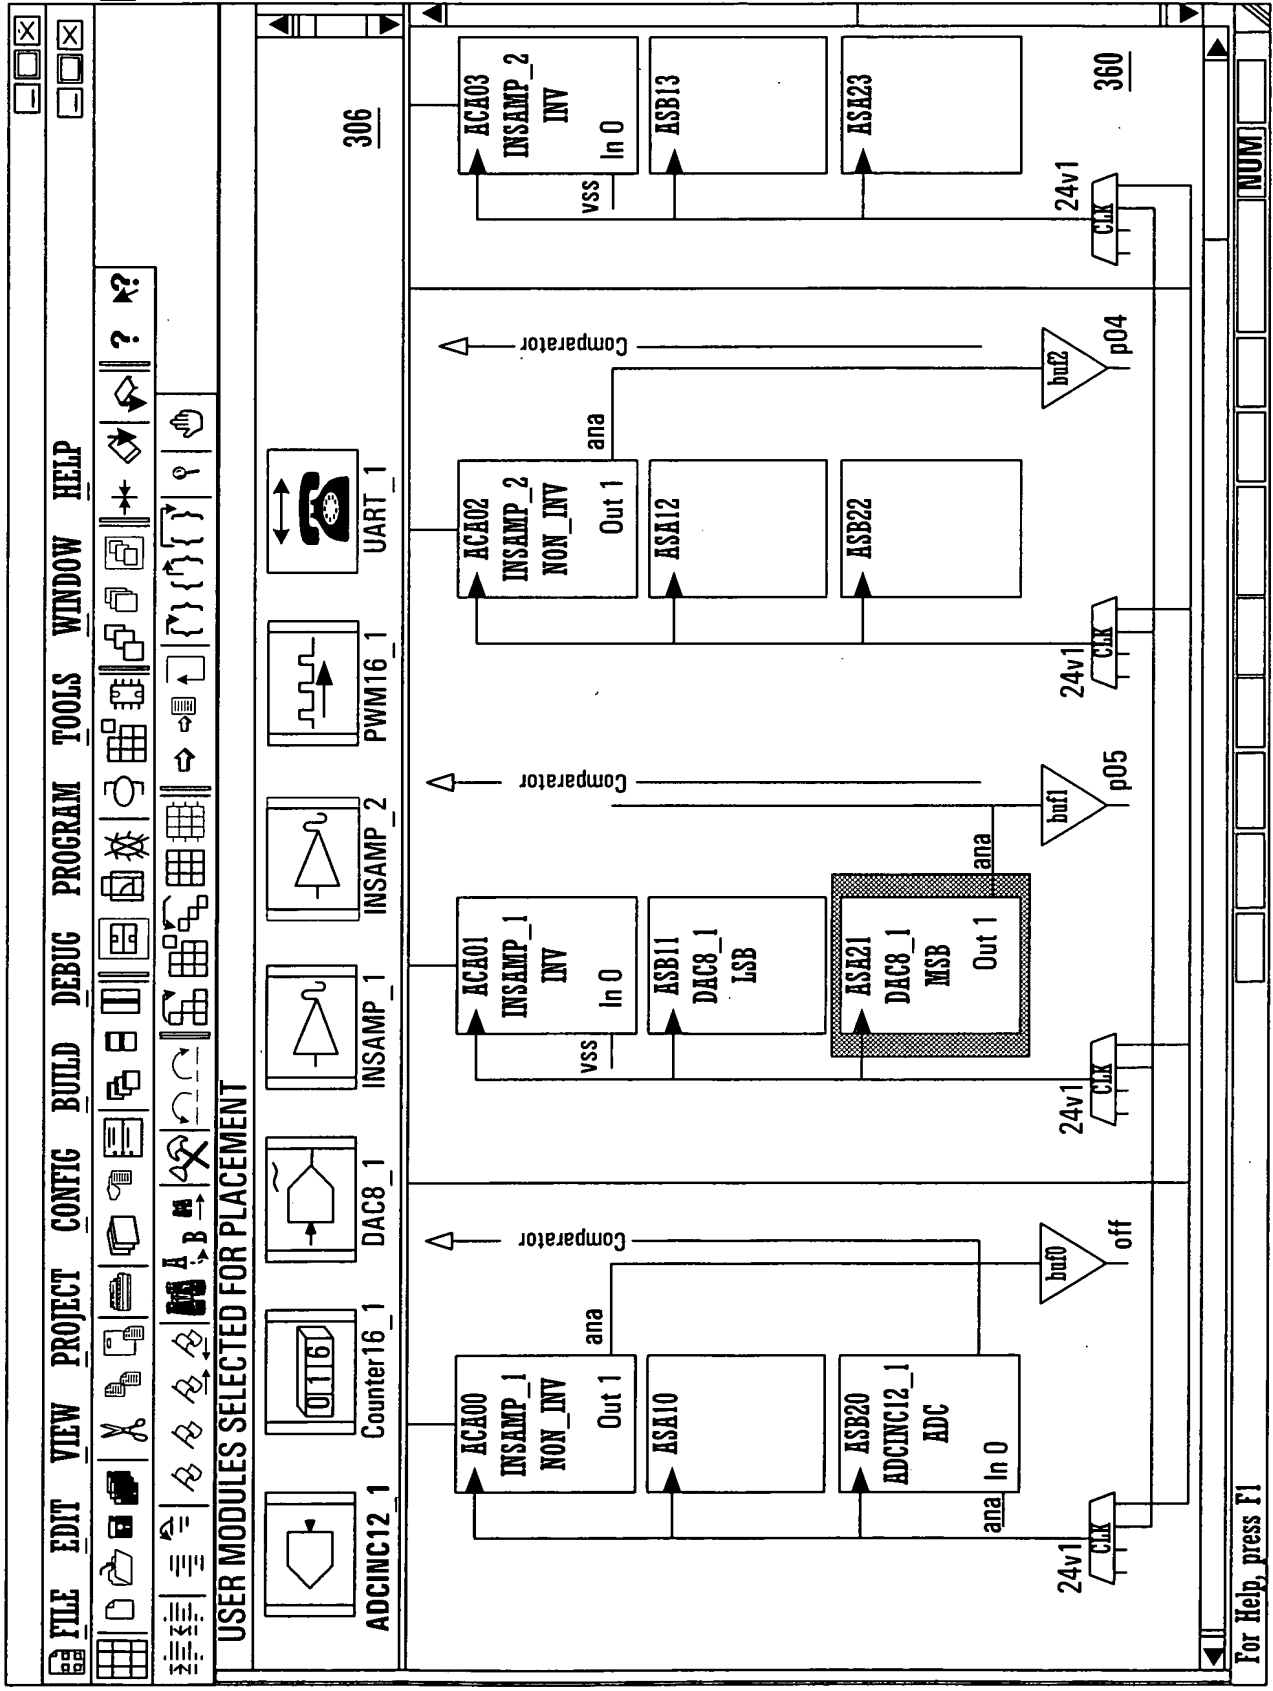 FILE EDIT VIEW PROJECT CONFIG BUILD DEBUG PROGRAM TOOLS WINDOW HELP
? ?
A B
USER MODULES SELECTED FOR PLACEMENT
0 1 6
ADCINC12_1 Counter16_1 DAC8_1 INSAMP_1 INSAMP_2 PWM16_1 UART_1
306
ACA00
INSAMP_1
NON_INV
Out 1
ana
ASA10
ASB20
ADCINC12_1
ADC
In 0
ana
Comparator
buf0
off
24v1
CLK
ACA01
INSAMP_1
INV
In 0
vss
ASB11
DAC8_1
LSB
ASA21
DAC8_1
MSB
Out 1
ana
Comparator
buf1
p05
24v1
CLK
ACA02
INSAMP_2
NON_INV
Out 1
ana
ASA12
ASB22
Comparator
buf2
p04
24v1
CLK
ACA03
INSAMP_2
INV
In 0
vss
ASB13
ASA23
24v1
CLK
360
For Help, press F1
NUM